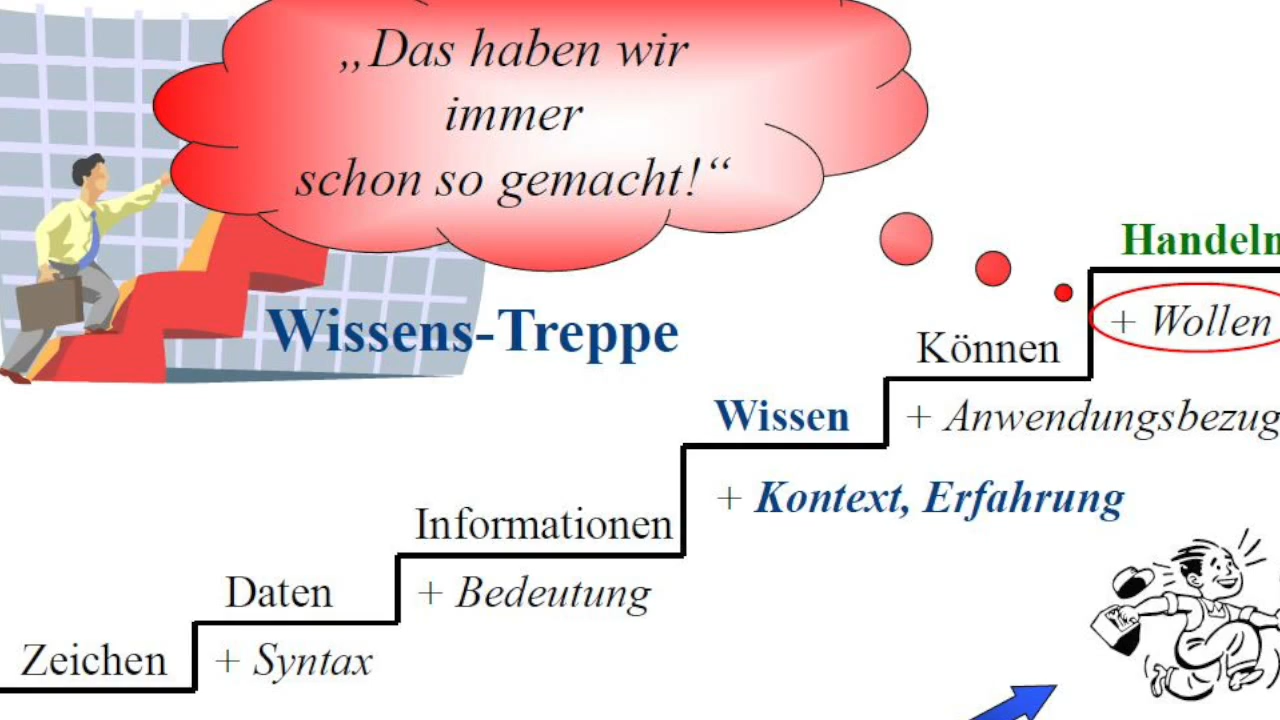 „Das haben wir
immer
schon so gemacht!“
Wissens-Treppe
Handeln
+ Wollen
Können
+ Anwendungsbezug
Wissen
+ Kontext, Erfahrung
Informationen
+ Bedeutung
Daten
+ Syntax
Zeichen